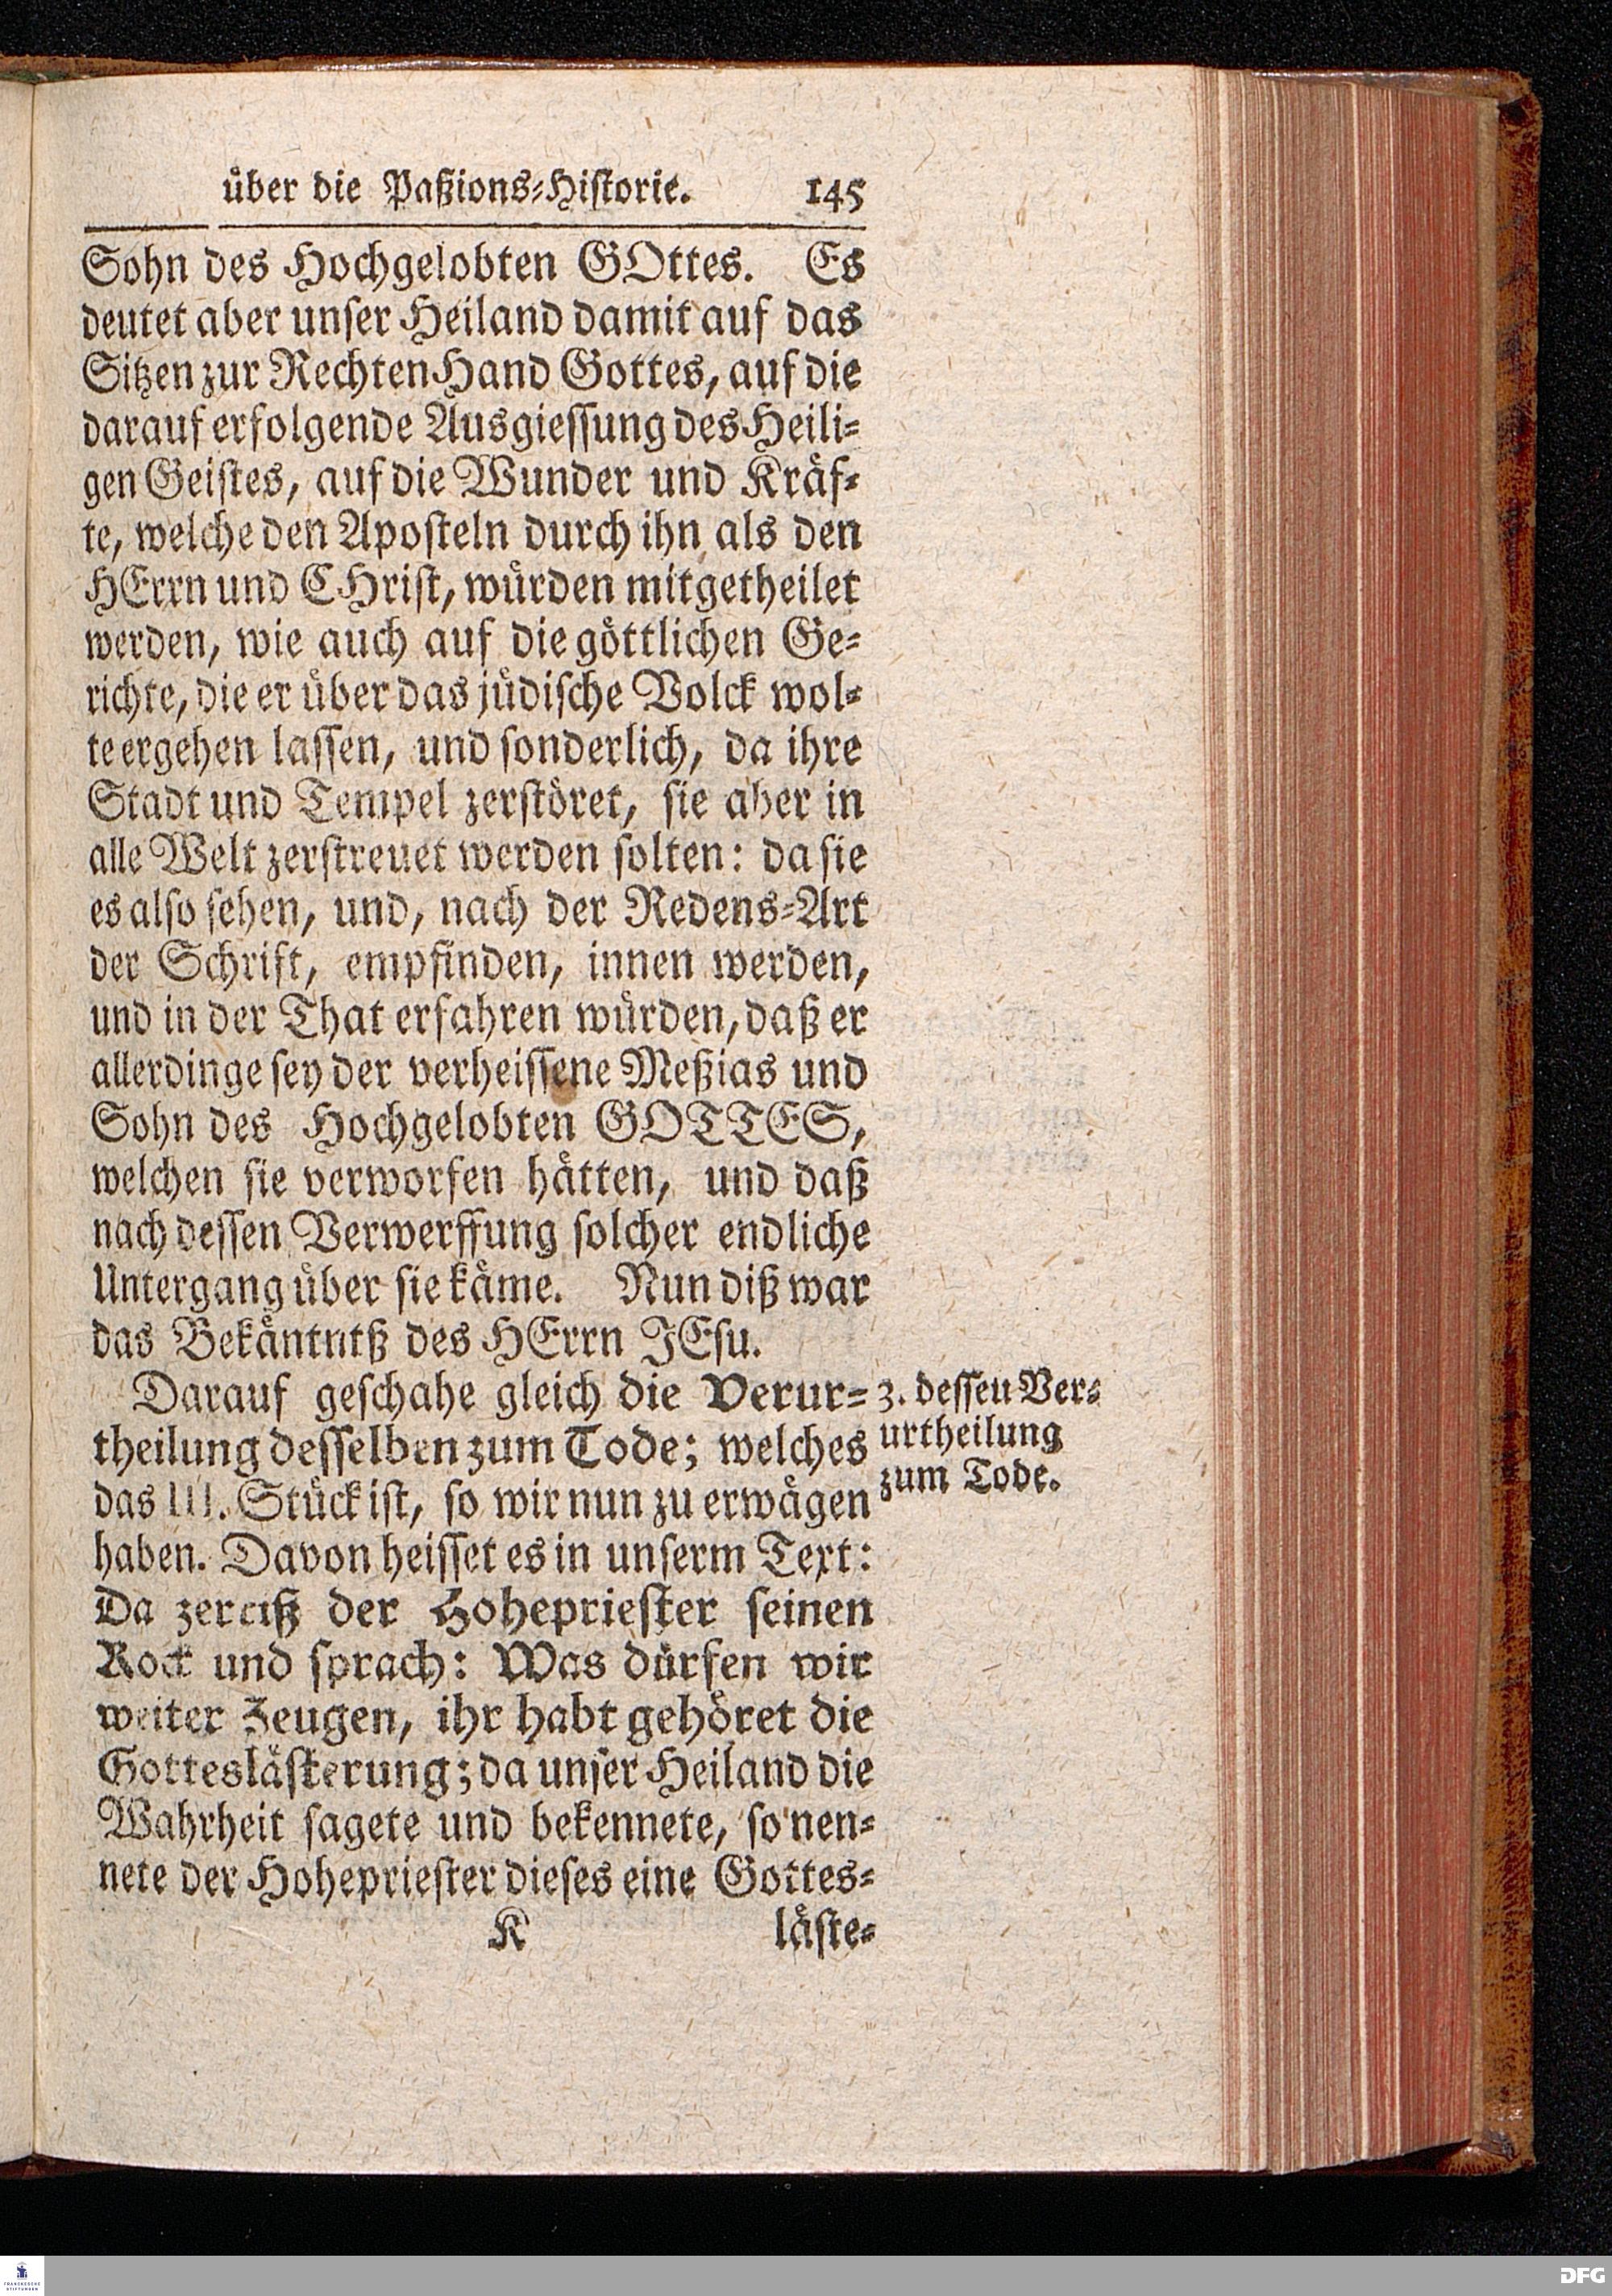 über die Paßions-Historie. 145
Sohn des Hochgelobten GOttes. Es
deutet aber unser Heiland damit auf das
Sitzen zur Rechten Hand Gottes, auf die
darauf erfolgende Ausgiessung des Heili-
gen Geistes, auf die Wunder und Kräf-
te, welche den Aposteln durch ihn als den
HErrn und CHrist, würden mitgetheilet
werden, wie auch auf die göttlichen Ge-
richte, die er über das jüdische Volck wol-
te ergehen lassen, und sonderlich, da ihre
Stadt und Tempel zerstöret, sie aber in
alle Welt zerstreuet werden solten: da sie
es also sehen, und, nach der Redens-Art
der Schrift, empfinden, innen werden,
und in der That erfahren würden, daß er
allerdinge sey der verheissene Meßias und
Sohn des Hochgelobten GOTTES,
welchen sie verworfen hätten, und daß
nach dessen Verwerffung solcher endliche
Untergang über sie käme. Nun diß war
das Bekäntntß des HErrn JEsu.
Darauf geschahe gleich die Verur-
theilung desselben zum Tode; welches
das III. Stück ist, so wir nun zu erwägen
haben. Davon heisset es in unserm Text:
Da zerriß der Hohepriester seinen
Rock und sprach: Was dürfen wir
weiter Zeugen, ihr habt gehöret die
Gotteslästerung; da unser Heiland die
Wahrheit sagete und bekennete, so nen-
nete der Hohepriester dieses eine Gottes-
K läste-
3. dessen Ver-
urtheilung
zum Tode.
FRANCKESCHE
STIFTUNGEN
DFG